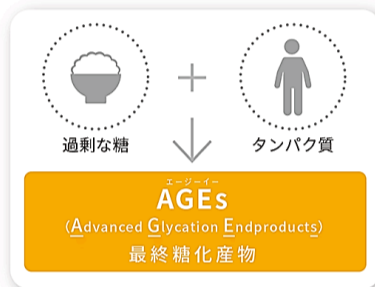 過剰な糖
タンパク質
エージーイー
AGEs
(Advanced Glycation Endproducts)
最終糖化産物